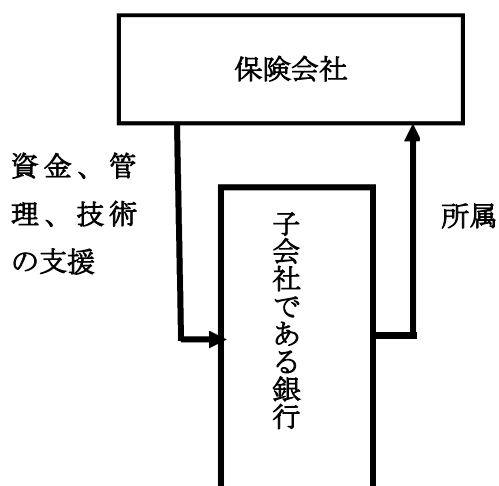 保険会社
資金、管
理、技術
の支援
子会社である銀行
所属